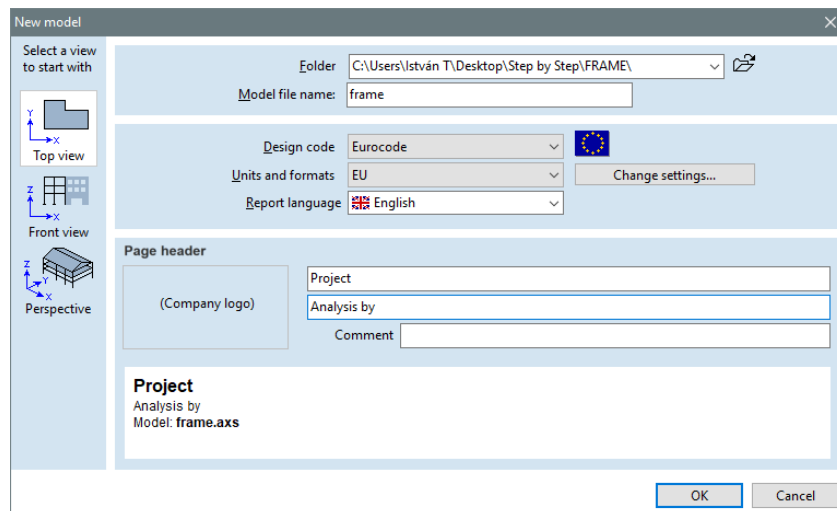 New model
Select a view
to start with
Y
X
Top view
Z
X
Front view
Z
Y
X
Perspective
Folder C:\Users\István T\Desktop\Step by Step\FRAME\
Model file name: frame
Design code Eurocode
Units and formats EU Change settings...
Report language English
Page header
(Company logo)
Project
Analysis by
Comment
Project
Analysis by
Model: frame.axs
OK Cancel